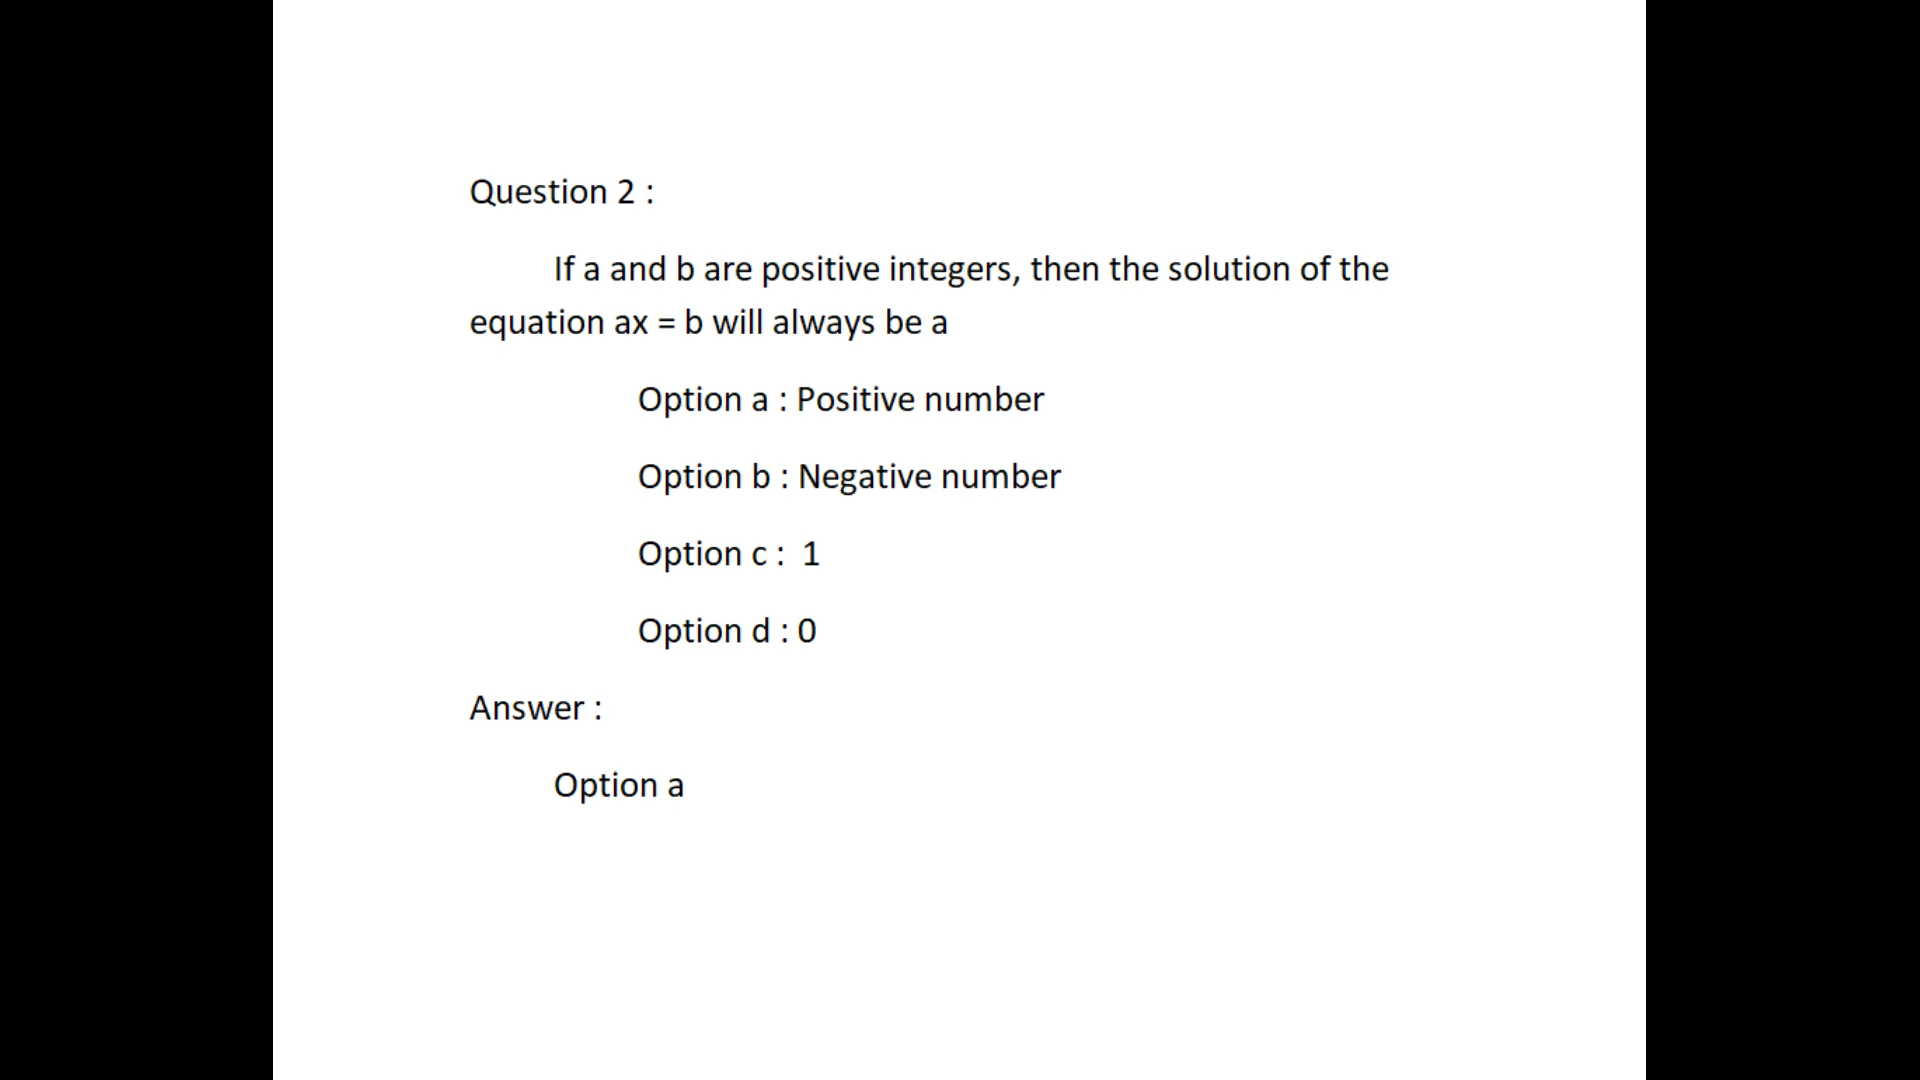 Question 2 :
If a and b are positive integers, then the solution of the
equation ax = b will always be a
Option a : Positive number
Option b : Negative number
Option c :  1
Option d : 0
Answer :
Option a